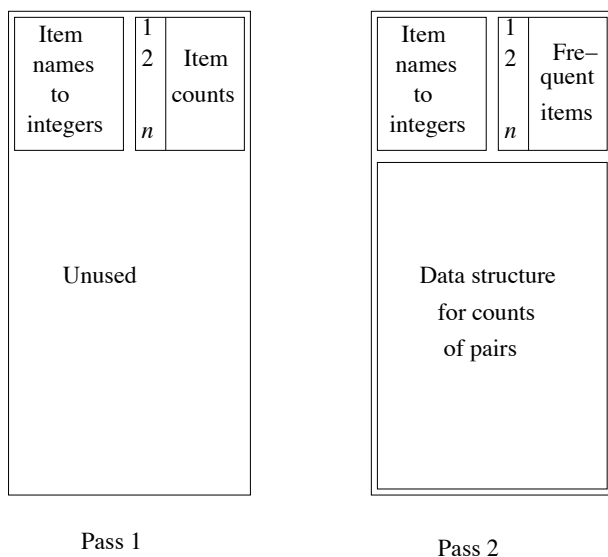 Item
names
to
integers
1
2
n
Item
counts
Unused
Pass 1
Item
names
to
integers
1
2
n
Fre–
quent
items
Data structure
for counts
of pairs
Pass 2